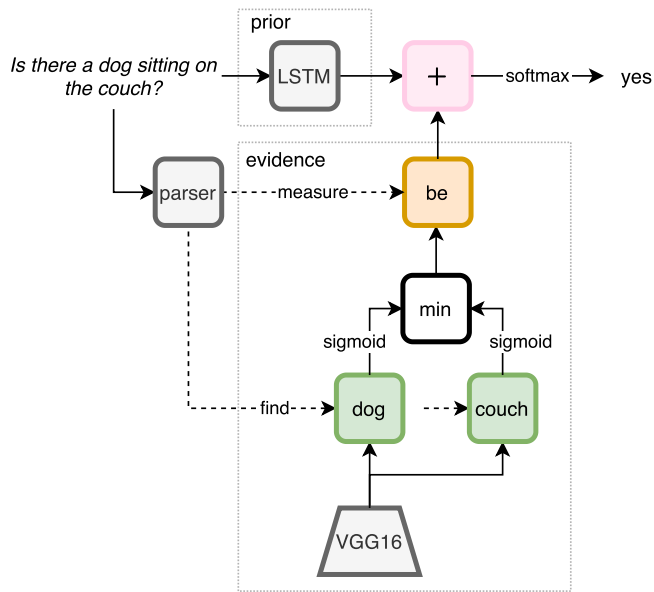 prior
Is there a dog sitting on
the couch?
LSTM
+
softmax
yes
evidence
parser
measure
be
min
sigmoid
sigmoid
find
dog
couch
VGG16